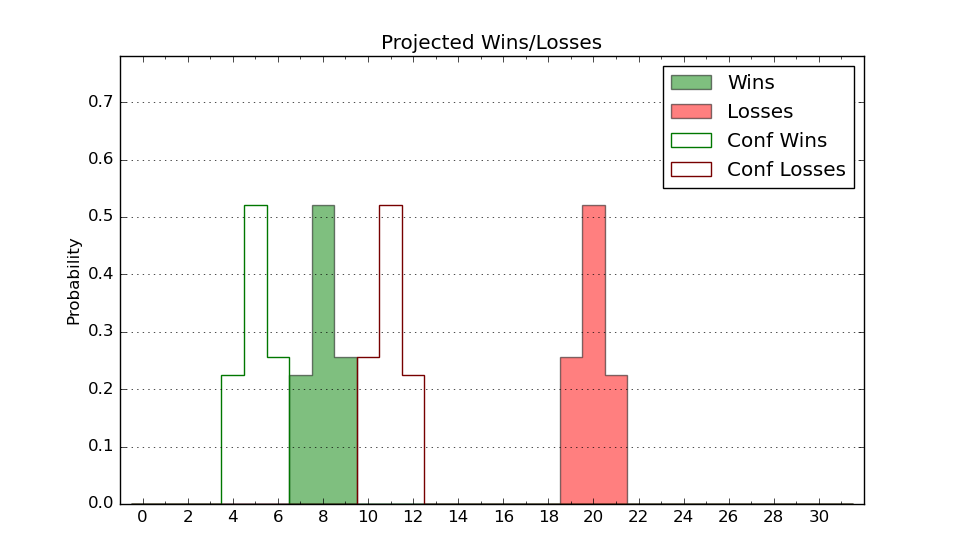 Projected Wins/Losses
Wins
Losses
Conf Wins
Conf Losses
Probability
0.7
0.6
0.5
0.4
0.3
0.2
0.1
0.0
0 2 4 6 8 10 12 14 16 18 20 22 24 26 28 30